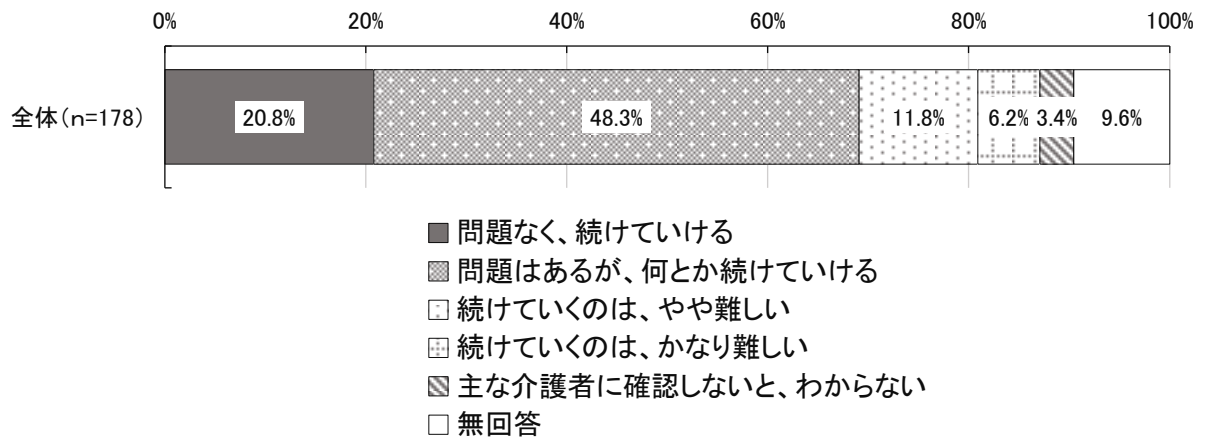 0% 20% 40% 60% 80% 100%
全体(n=178) 20.8% 48.3% 11.8% 6.2% 3.4% 9.6%
問題なく、続けていける
問題はあるが、何とか続けていける
続けていくのは、やや難しい
続けていくのは、かなり難しい
主な介護者に確認しないと、わからない
無回答